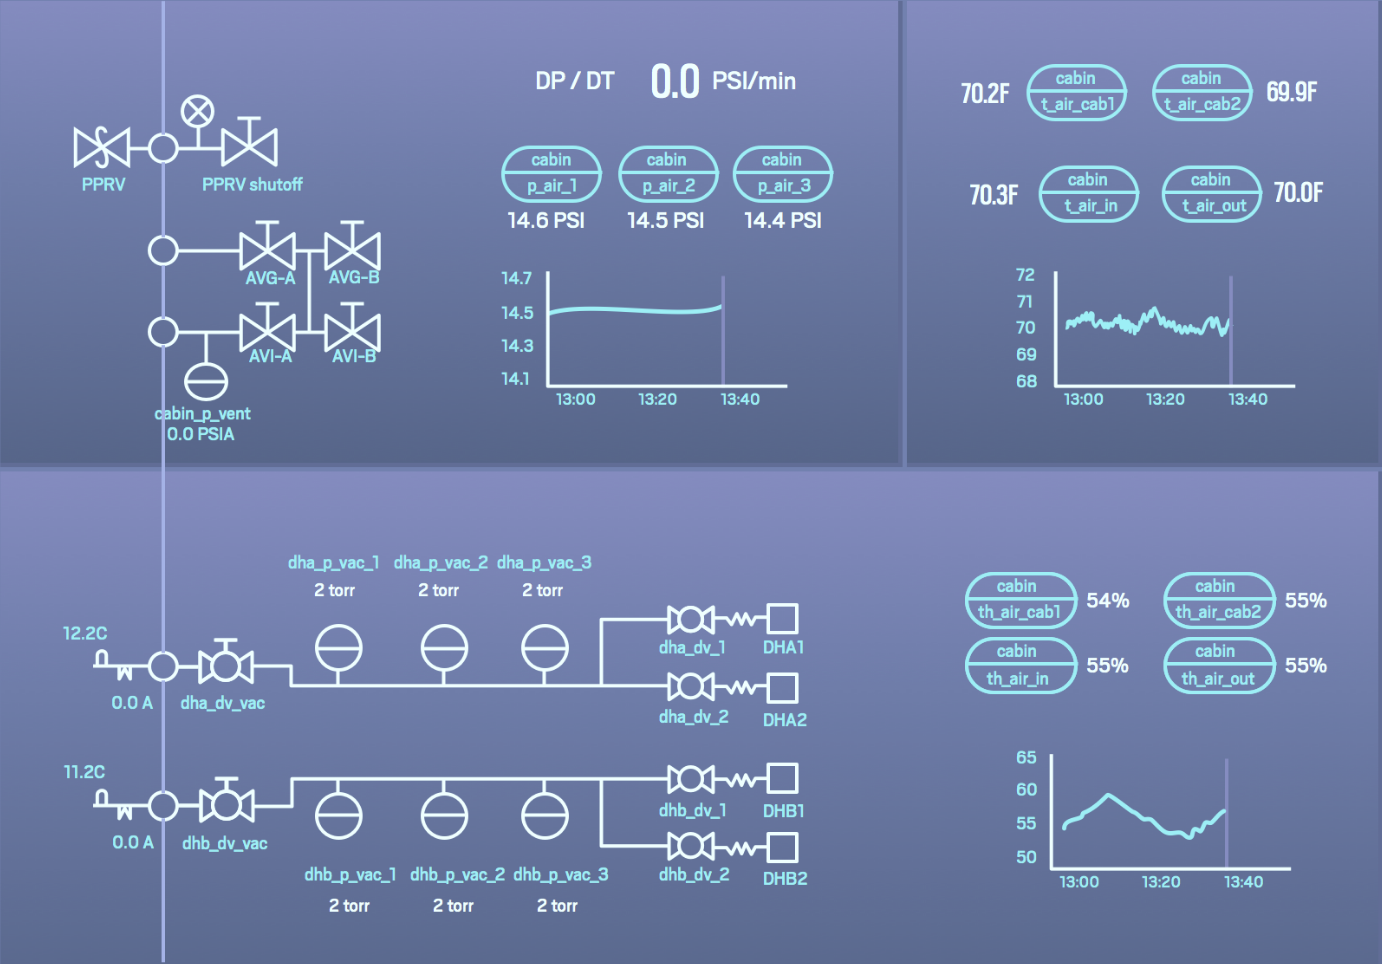 DP / DT 0.0 PSI/min
PPRV
PPRV shutoff
cabin
p_air_1
14.6 PSI
cabin
p_air_2
14.5 PSI
cabin
p_air_3
14.4 PSI
AVG-A
AVG-B
AVI-A
AVI-B
cabin_p_vent
0.0 PSIA
14.7
14.5
14.3
14.1
13:00 13:20 13:40
70.2F
cabin
t_air_cab1
cabin
t_air_cab2
69.9F
70.3F
cabin
t_air_in
cabin
t_air_out
70.0F
72
71
70
69
68
13:00 13:20 13:40
dha_p_vac_1 dha_p_vac_2 dha_p_vac_3
2 torr 2 torr 2 torr
12.2C
0.0 A
dha_dv_vac
dha_dv_1
DHA1
dha_dv_2
DHA2
11.2C
0.0 A
dhb_dv_vac
dhb_dv_1
DHB1
dhb_dv_2
DHB2
dhb_p_vac_1 dhb_p_vac_2 dhb_p_vac_3
2 torr 2 torr 2 torr
cabin
th_air_cab1
54%
cabin
th_air_cab2
55%
cabin
th_air_in
55%
cabin
th_air_out
55%
65
60
55
50
13:00 13:20 13:40